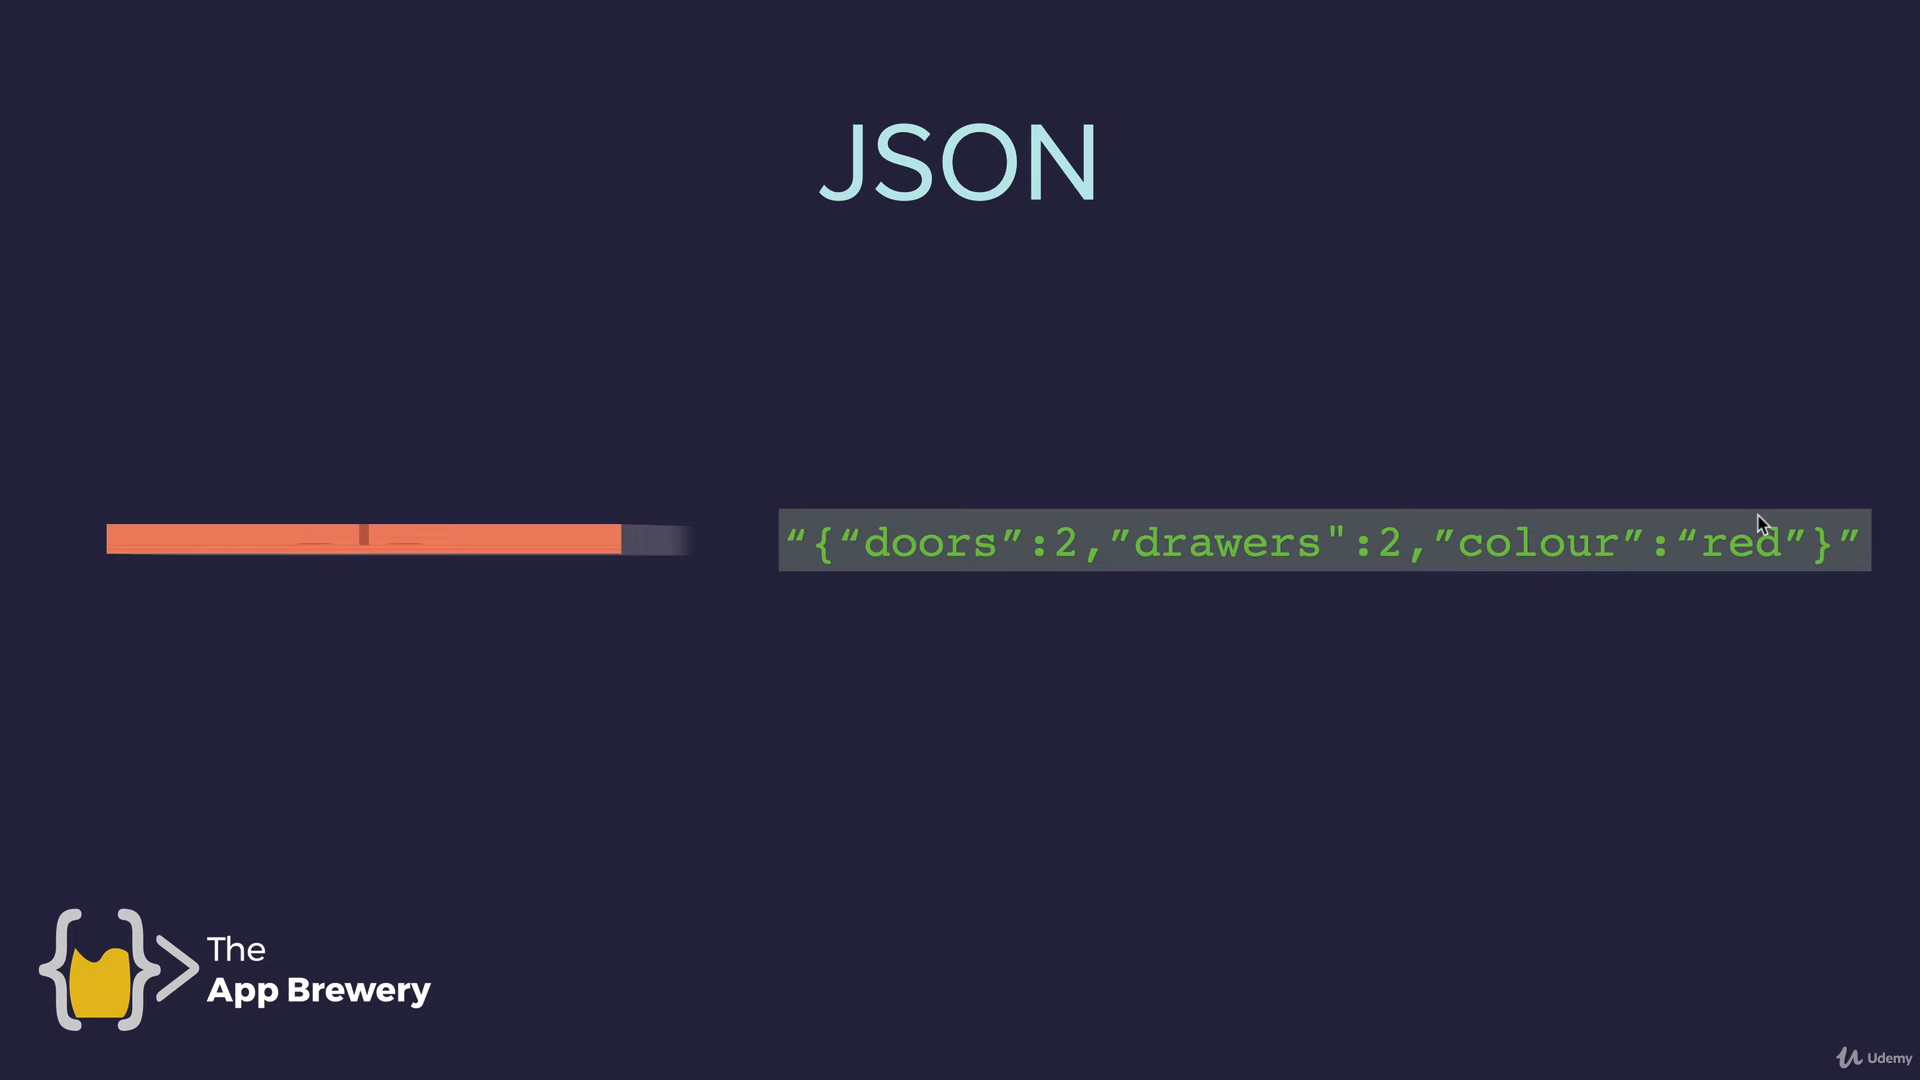 JSON
“{“doors”:2,”drawers":2,”colour”:“red”}”
The
App Brewery
Udemy